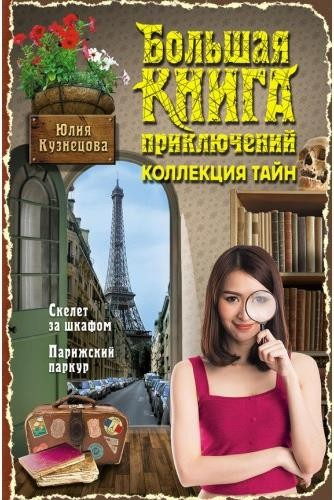 Большая
КНИГА
приключений
КОЛЛЕКЦИЯ ТАЙН
Юлия
Кузнецова
Скелет
за шкафом
Парижский
паркур